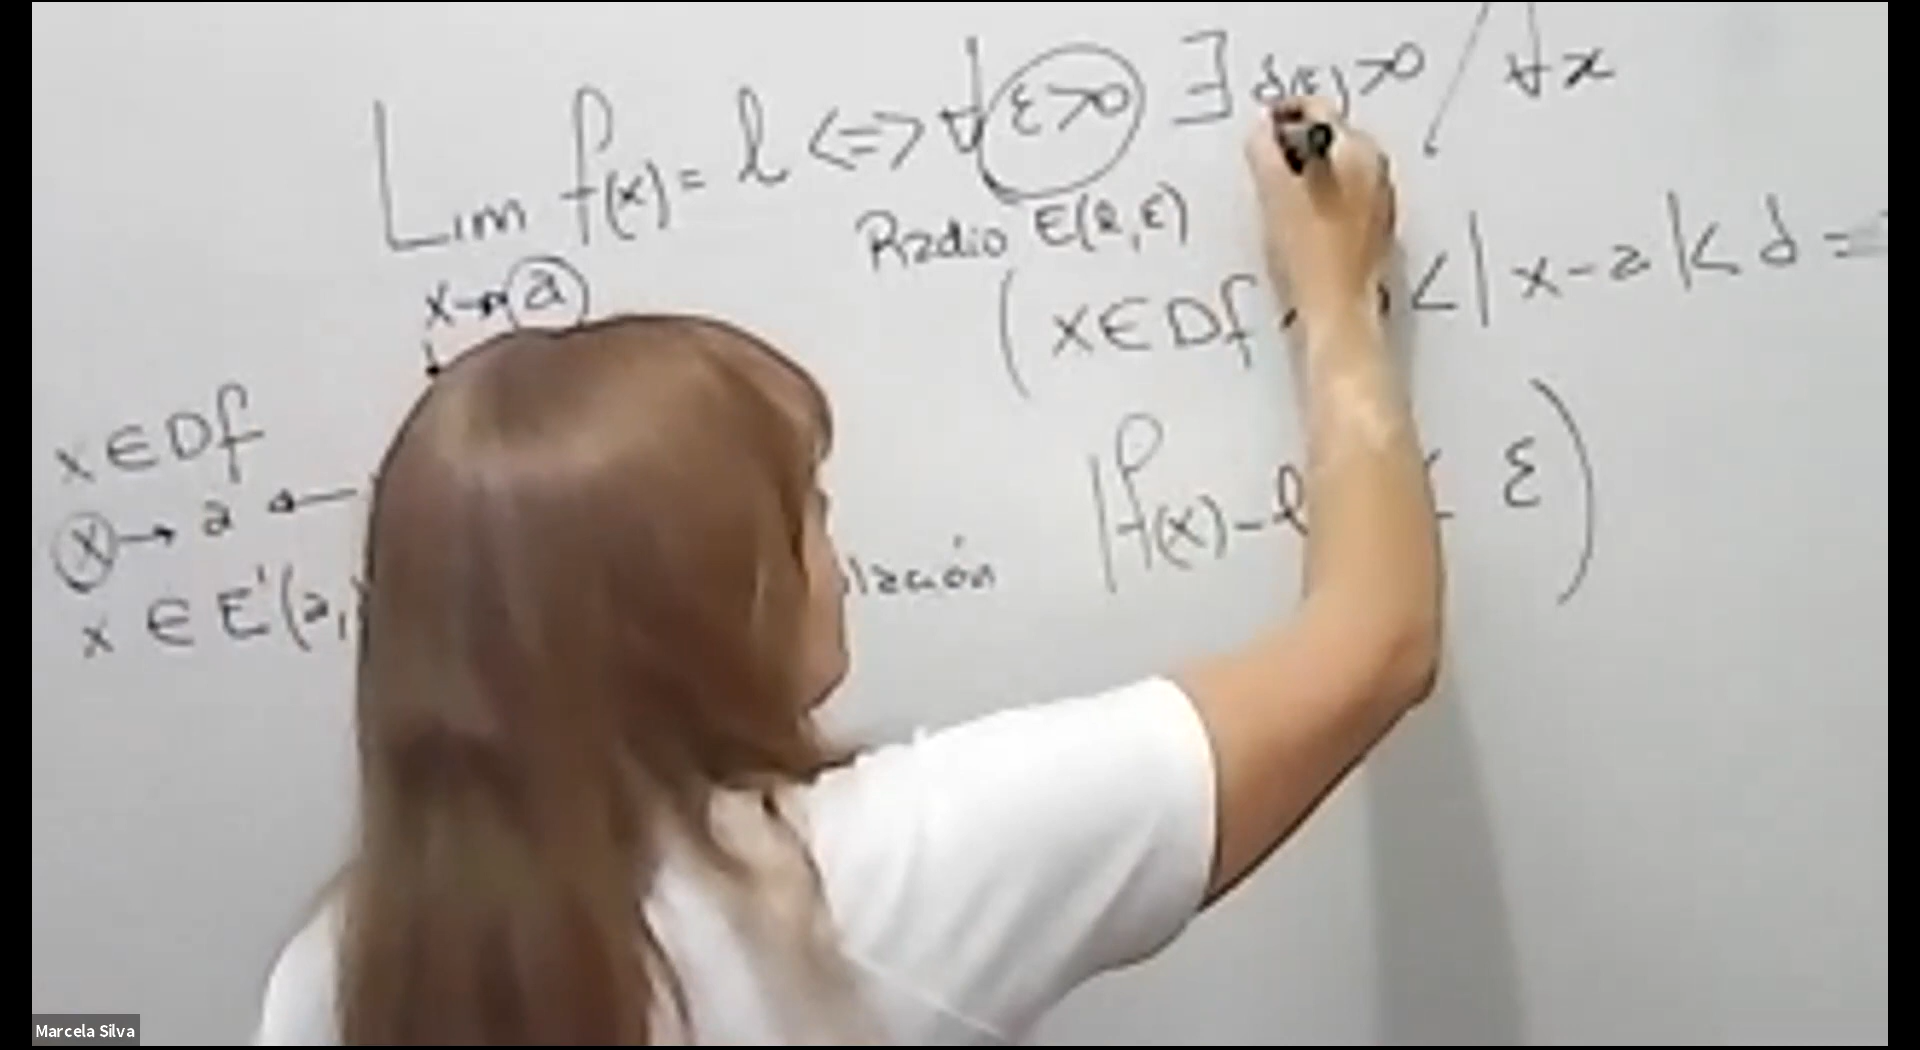 Lim f(x) = l <=> ∀ ε>0 ∃ δ(ε) >0 / ∀x
x→a
Radio E(l,ε)
(x∈Df < |x-a|< δ =
|f(x)-l < ε)
x∈Df
x → a ←
x ∈ E'(a,
Marcela Silva